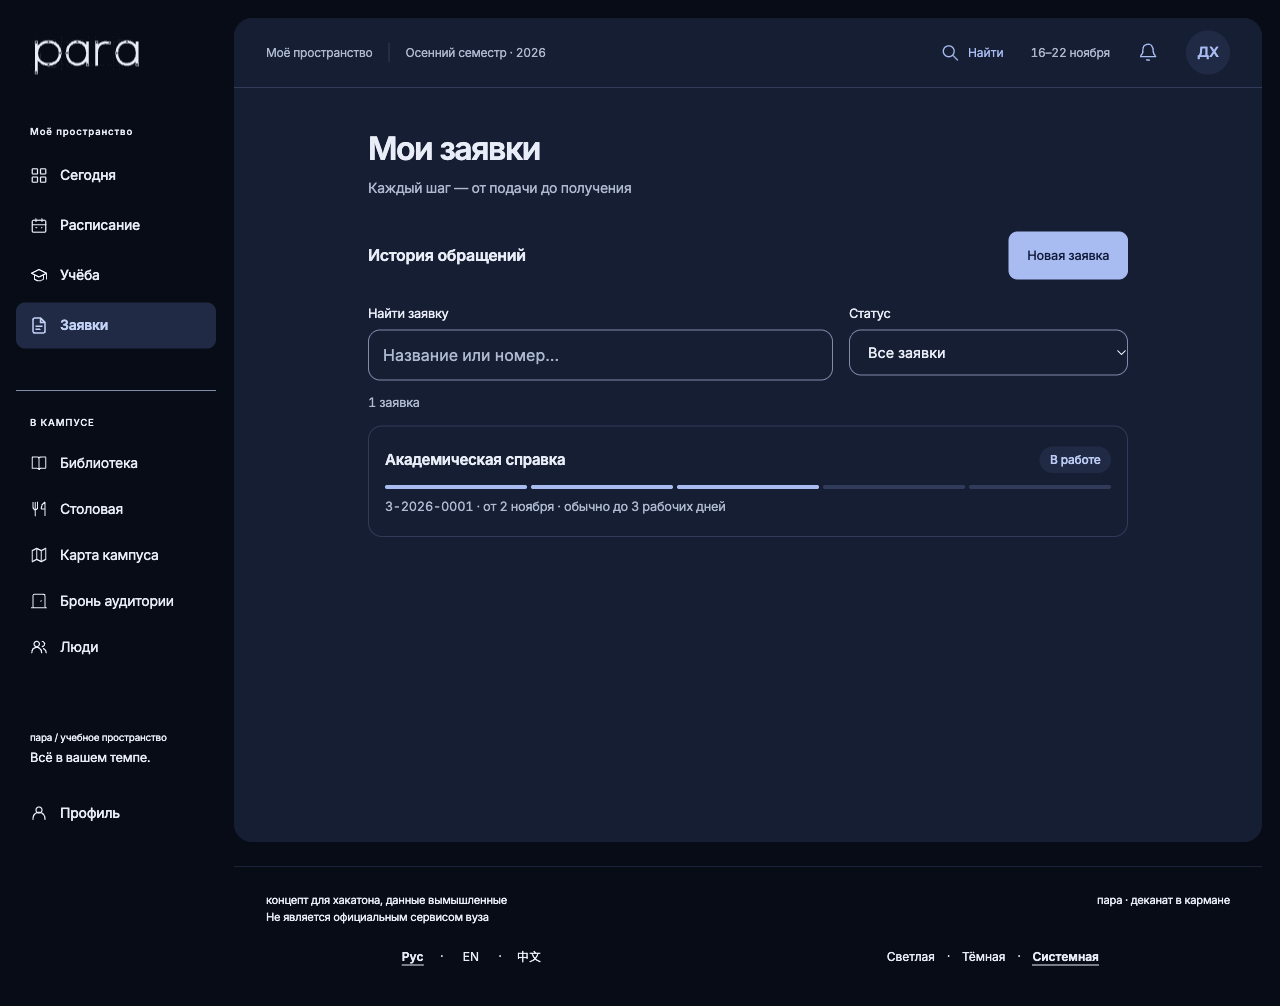 para
Моё пространство
Сегодня
Расписание
Учёба
Заявки
В КАМПУСЕ
Библиотека
Столовая
Карта кампуса
Бронь аудитории
Люди
пара / учебное пространство
Всё в вашем темпе.
Профиль
Моё пространство
Осенний семестр · 2026
Найти
16–22 ноября
ДХ
Мои заявки
Каждый шаг — от подачи до получения
История обращений
Новая заявка
Найти заявку
Статус
Название или номер...
Все заявки
1 заявка
Академическая справка
В работе
З-2026-0001 · от 2 ноября · обычно до 3 рабочих дней
концепт для хакатона, данные вымышленные
Не является официальным сервисом вуза
пара · деканат в кармане
Рус · EN · 中文
Светлая · Тёмная · Системная